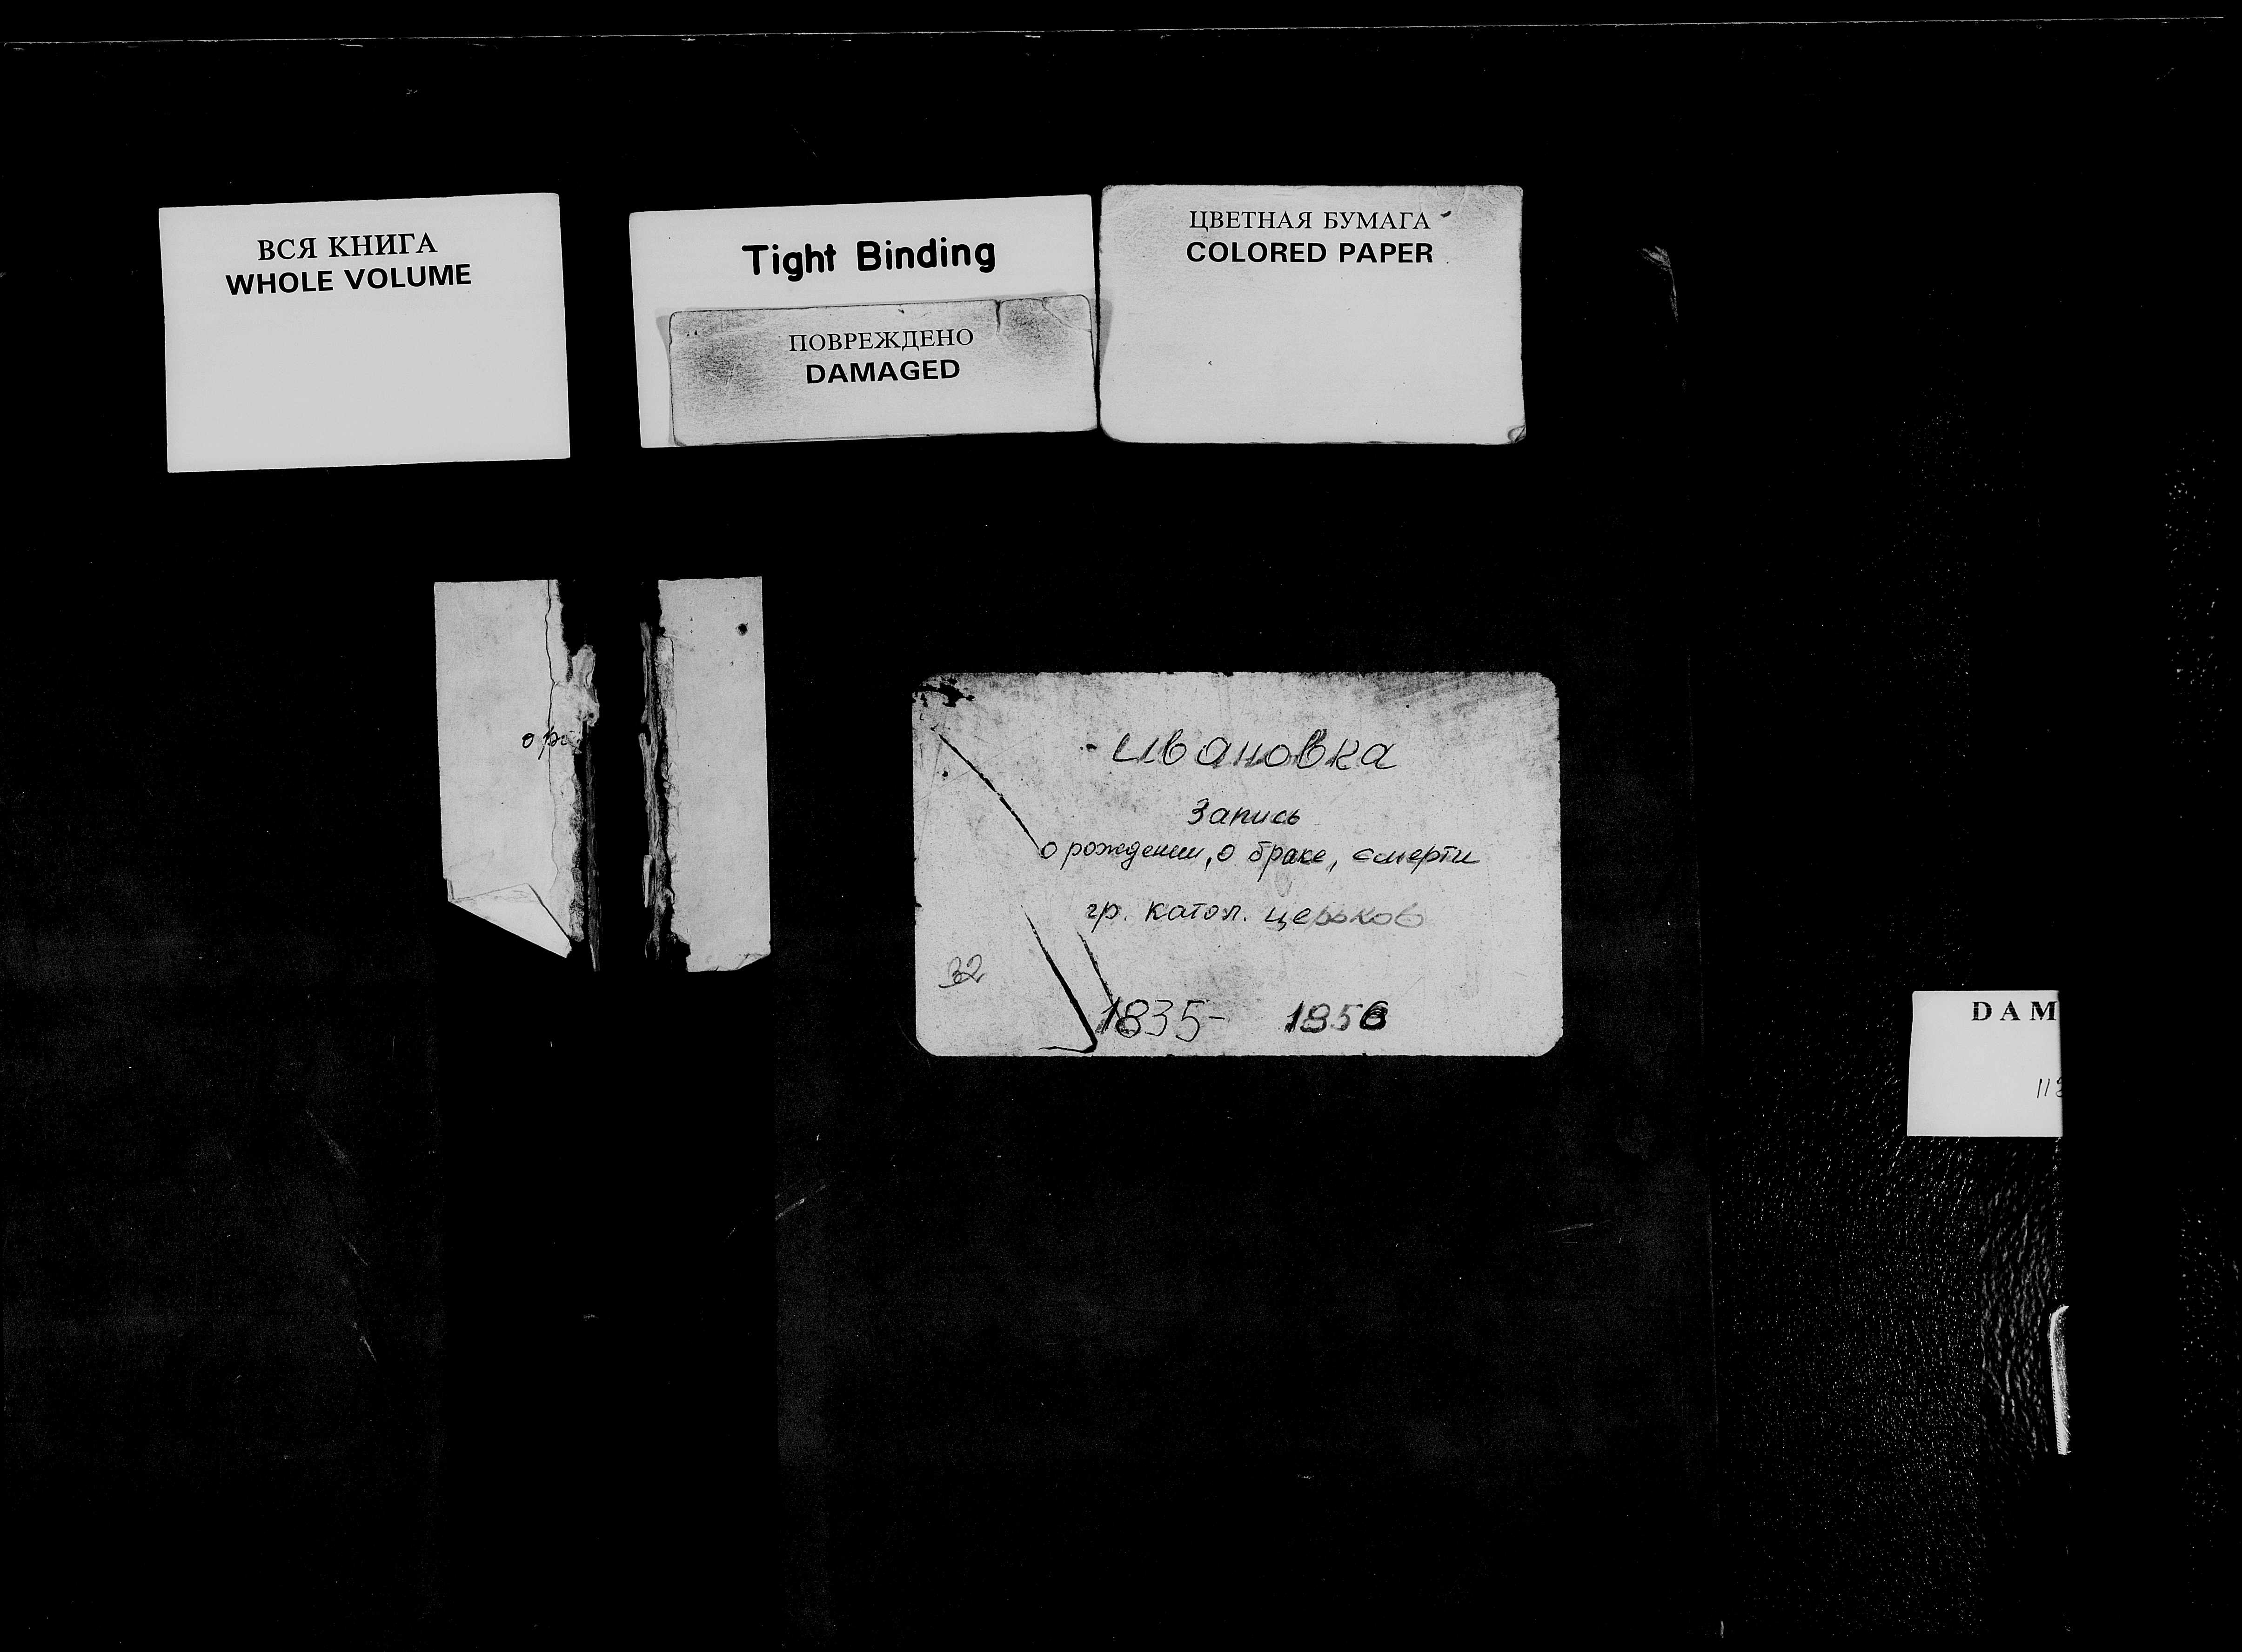 ВСЯ КНИГА
WHOLE VOLUME
Tight Binding
ПОВРЕЖДЕНО
DAMAGED
ЦВЕТНАЯ БУМАГА
COLORED PAPER
Ивановка
Запись
о рождении, о браке, смерти
гр. катол. церьков
32
1835- 1856
DAM